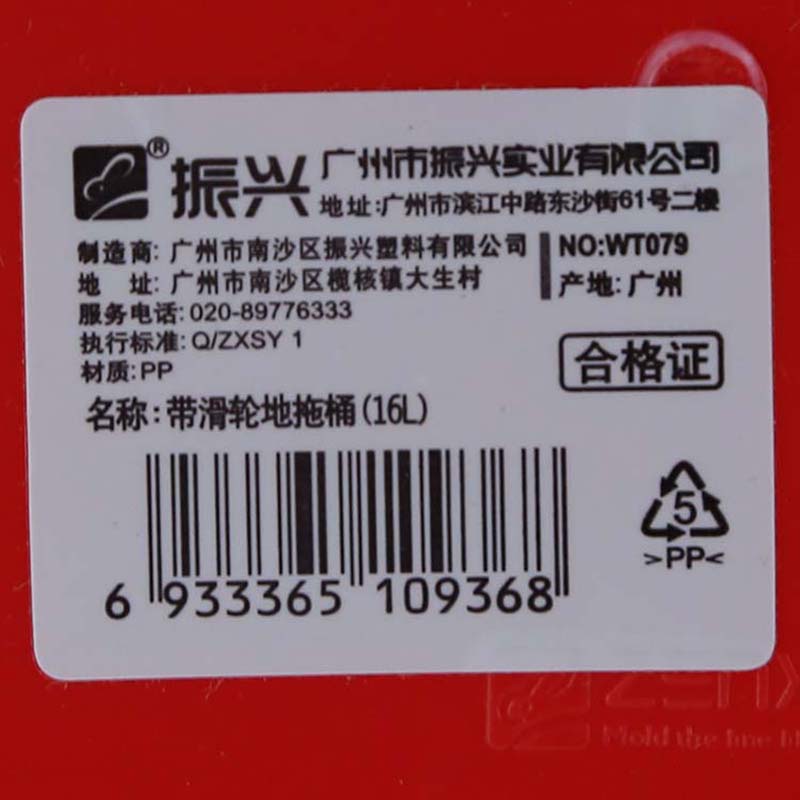 振兴® 广州市振兴实业有限公司
地址:广州市滨江中路东沙街61号二楼
制造商: 广州市南沙区振兴塑料有限公司
地 址: 广州市南沙区榄核镇大生村
服务电话: 020-89776333
执行标准: Q/ZXSY 1
材质: PP
NO:WT079
产地: 广州
合格证
名称: 带滑轮地拖桶(16L)
6 933365 109368
5
>PP<
Mold the